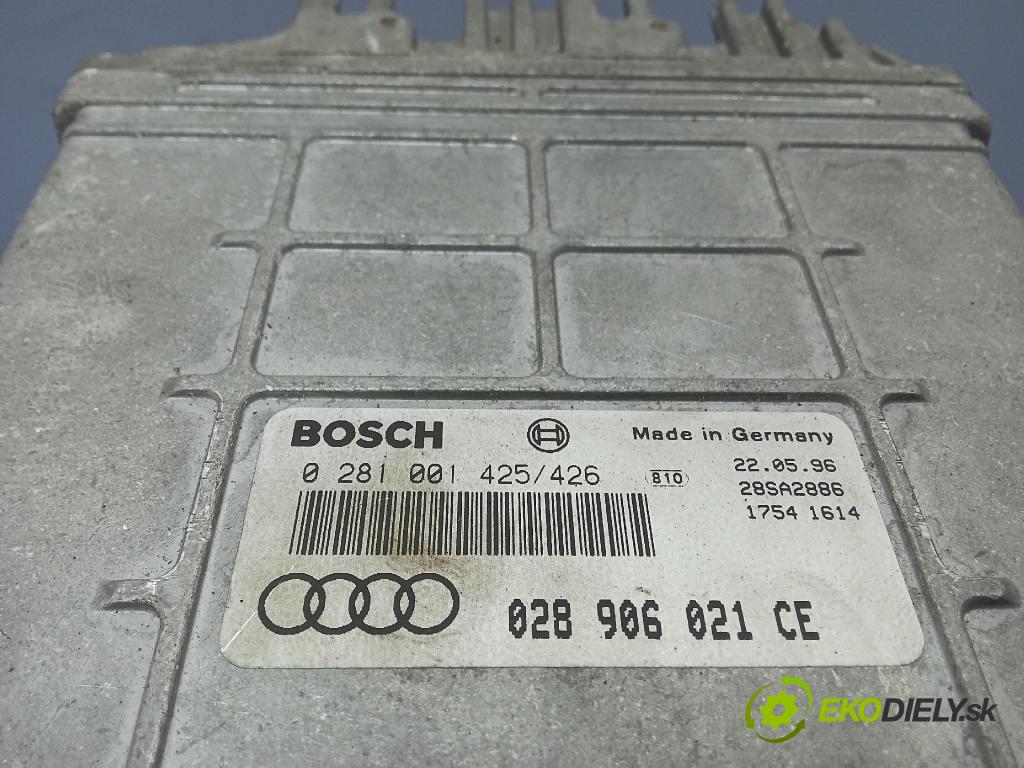 BOSCH Made in Germany
0 281 001 425/426 810 22.05.96
28SA2886
1754 1614
028 906 021 CE
EKODIELY.sk